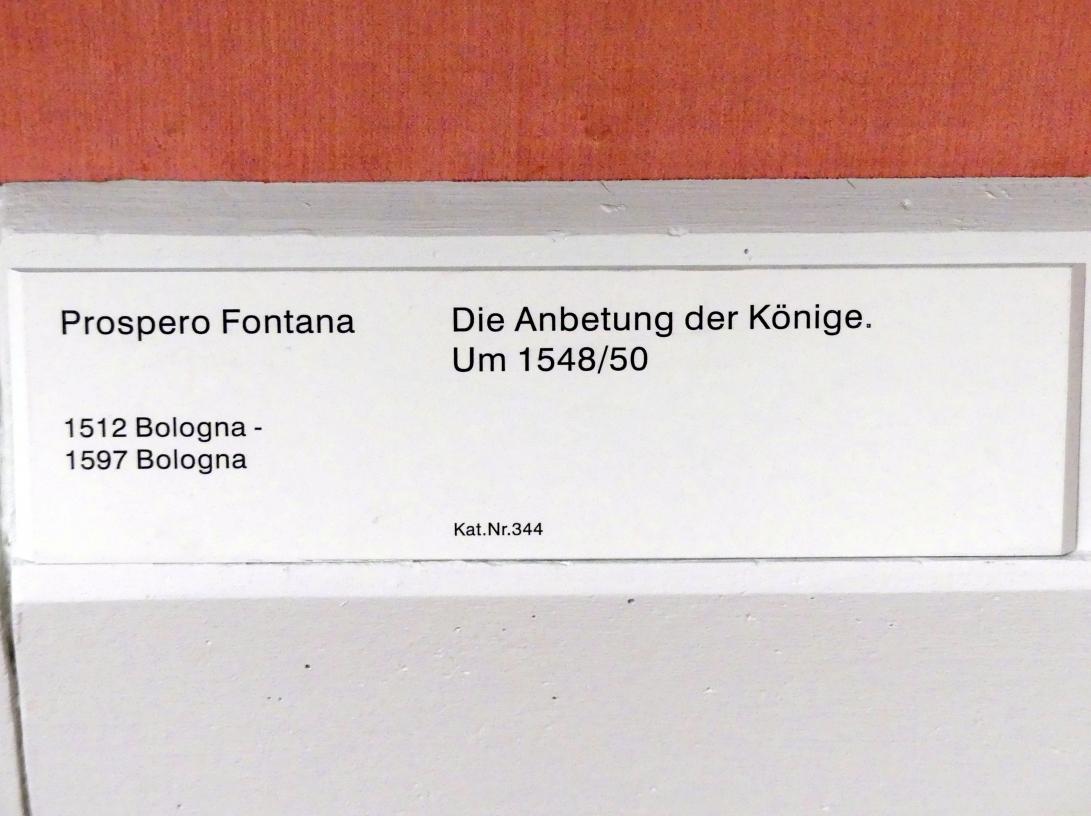 Prospero Fontana
1512 Bologna -
1597 Bologna
Die Anbetung der Könige.
Um 1548/50
Kat.Nr.344